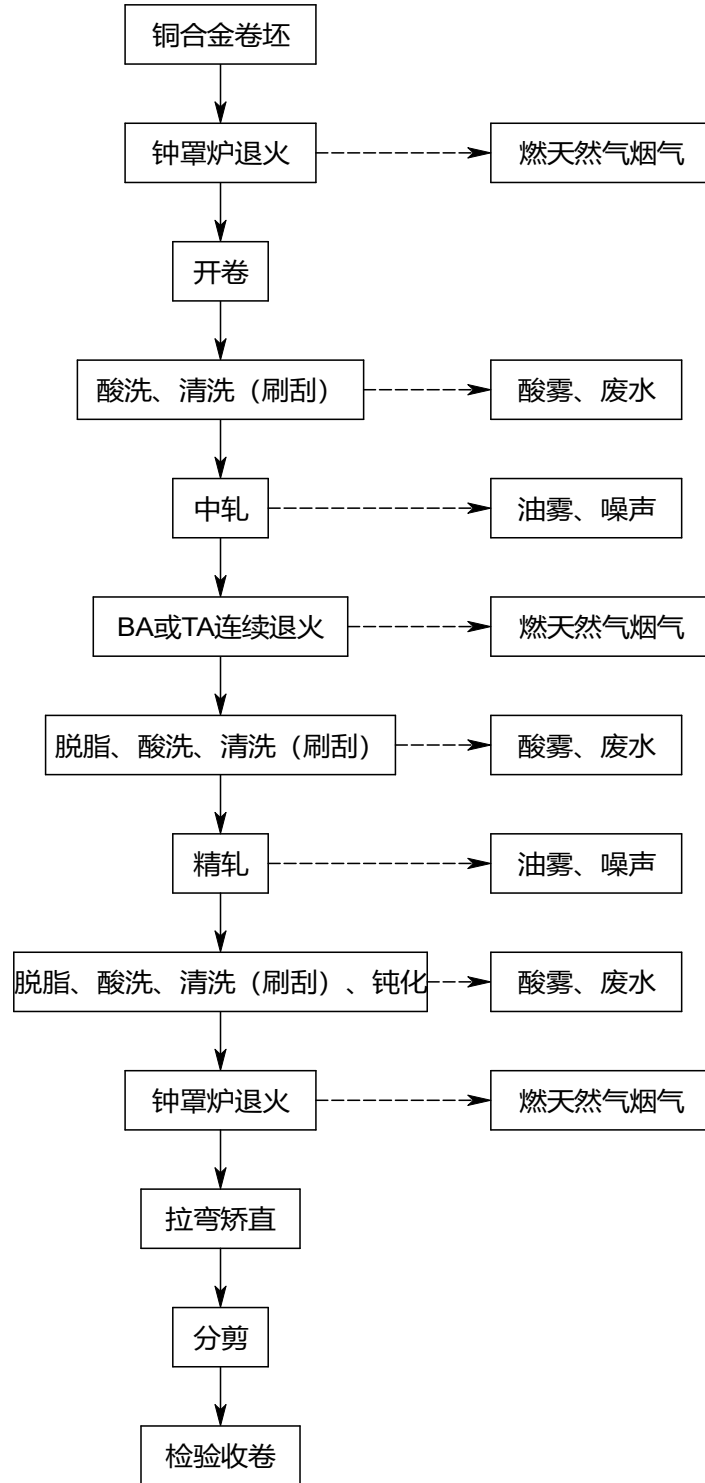 铜合金卷坯
钟罩炉退火
燃天然气烟气
开卷
酸洗、清洗（刷刮）
酸雾、废水
中轧
油雾、噪声
BA或TA连续退火
燃天然气烟气
脱脂、酸洗、清洗（刷刮）
酸雾、废水
精轧
油雾、噪声
脱脂、酸洗、清洗（刷刮）、钝化
酸雾、废水
钟罩炉退火
燃天然气烟气
拉弯矫直
分剪
检验收卷